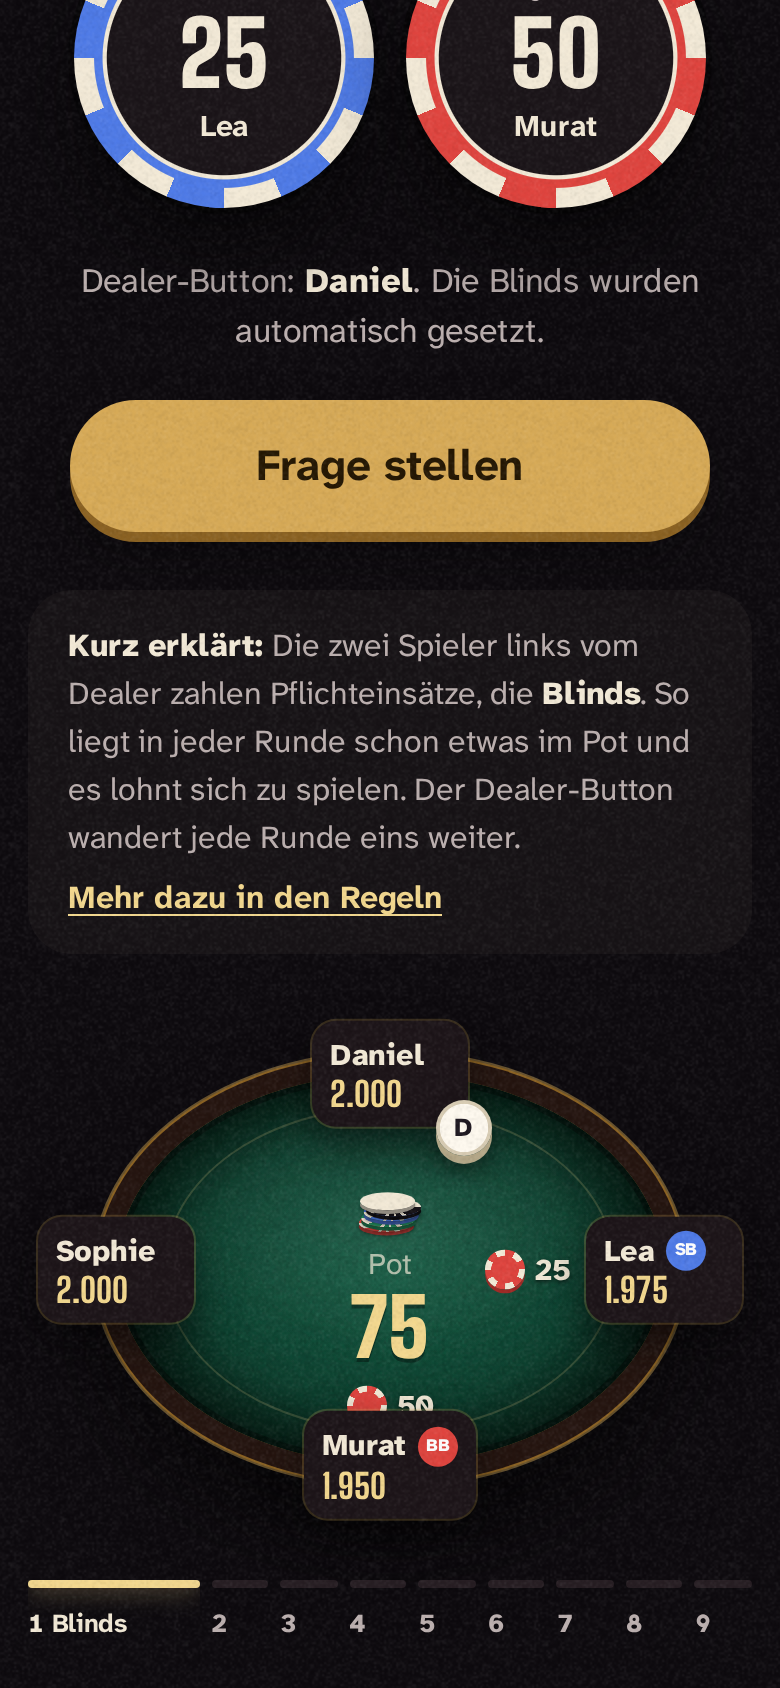 25
Lea
50
Murat
Dealer-Button: Daniel. Die Blinds wurden
automatisch gesetzt.
Frage stellen
Kurz erklärt: Die zwei Spieler links vom
Dealer zahlen Pflichteinsätze, die Blinds. So
liegt in jeder Runde schon etwas im Pot und
es lohnt sich zu spielen. Der Dealer-Button
wandert jede Runde eins weiter.
Mehr dazu in den Regeln
Daniel
2.000
D
Sophie
2.000
Pot
75
25
Lea SB
1.975
50
Murat BB
1.950
1 Blinds 2 3 4 5 6 7 8 9